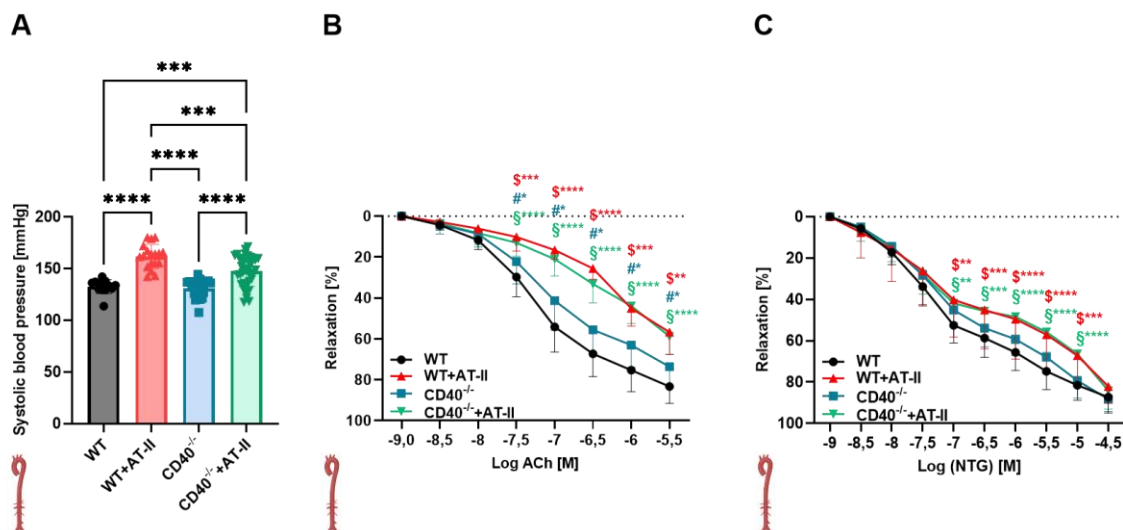 A
***
***
****
****
****
Systolic blood pressure [mmHg]
200
150
100
50
0
WT
WT+AT-II
CD40-/-
CD40-/-+AT-II
B
$***
#*
§****
$****
#*
§****
$****
#*
§****
$***
#*
§****
$**
#*
§****
Relaxation [%]
0
20
40
60
80
100
WT
WT+AT-II
CD40-/-
CD40-/-+AT-II
-9,0 -8,5 -8 -7,5 -7 -6,5 -6 -5,5
Log ACh [M]
C
$**
§**
$***
§***
$****
§****
$****
§****
$***
§****
Relaxation [%]
0
20
40
60
80
100
WT
WT+AT-II
CD40-/-
CD40-/-+AT-II
-9 -8,5 -8 -7,5 -7 -6,5 -6 -5,5 -5 -4,5
Log (NTG) [M]